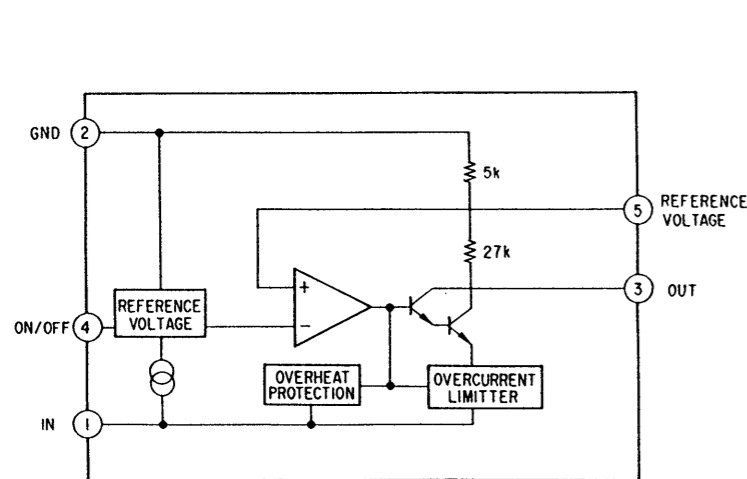 GND 2
5k
5 REFERENCE
VOLTAGE
27k
3 OUT
+
REFERENCE
VOLTAGE
ON/OFF 4
−
OVERHEAT
PROTECTION
OVERCURRENT
LIMITTER
IN 1